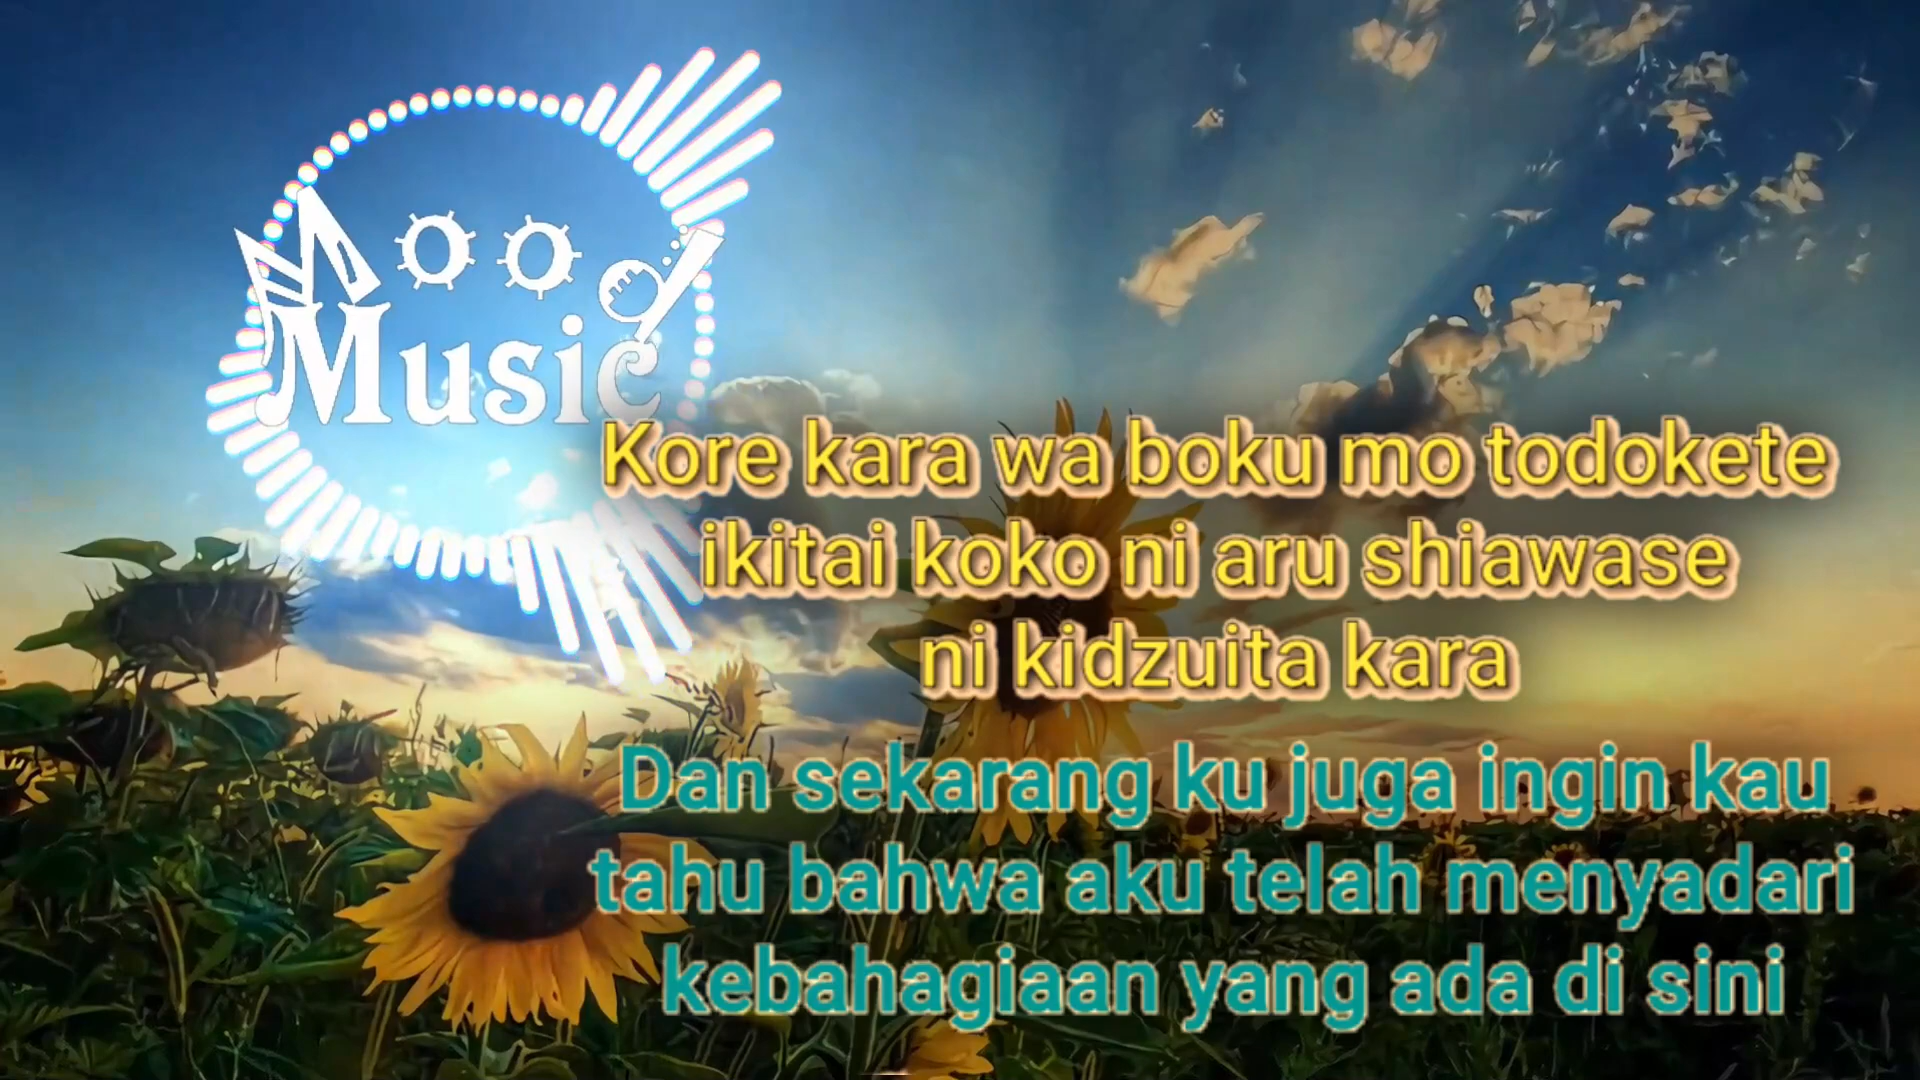 Mood
Music
Kore kara wa boku mo todokete
ikitai koko ni aru shiawase
ni kidzuita kara
Dan sekarang ku juga ingin kau
tahu bahwa aku telah menyadari
kebahagiaan yang ada di sini